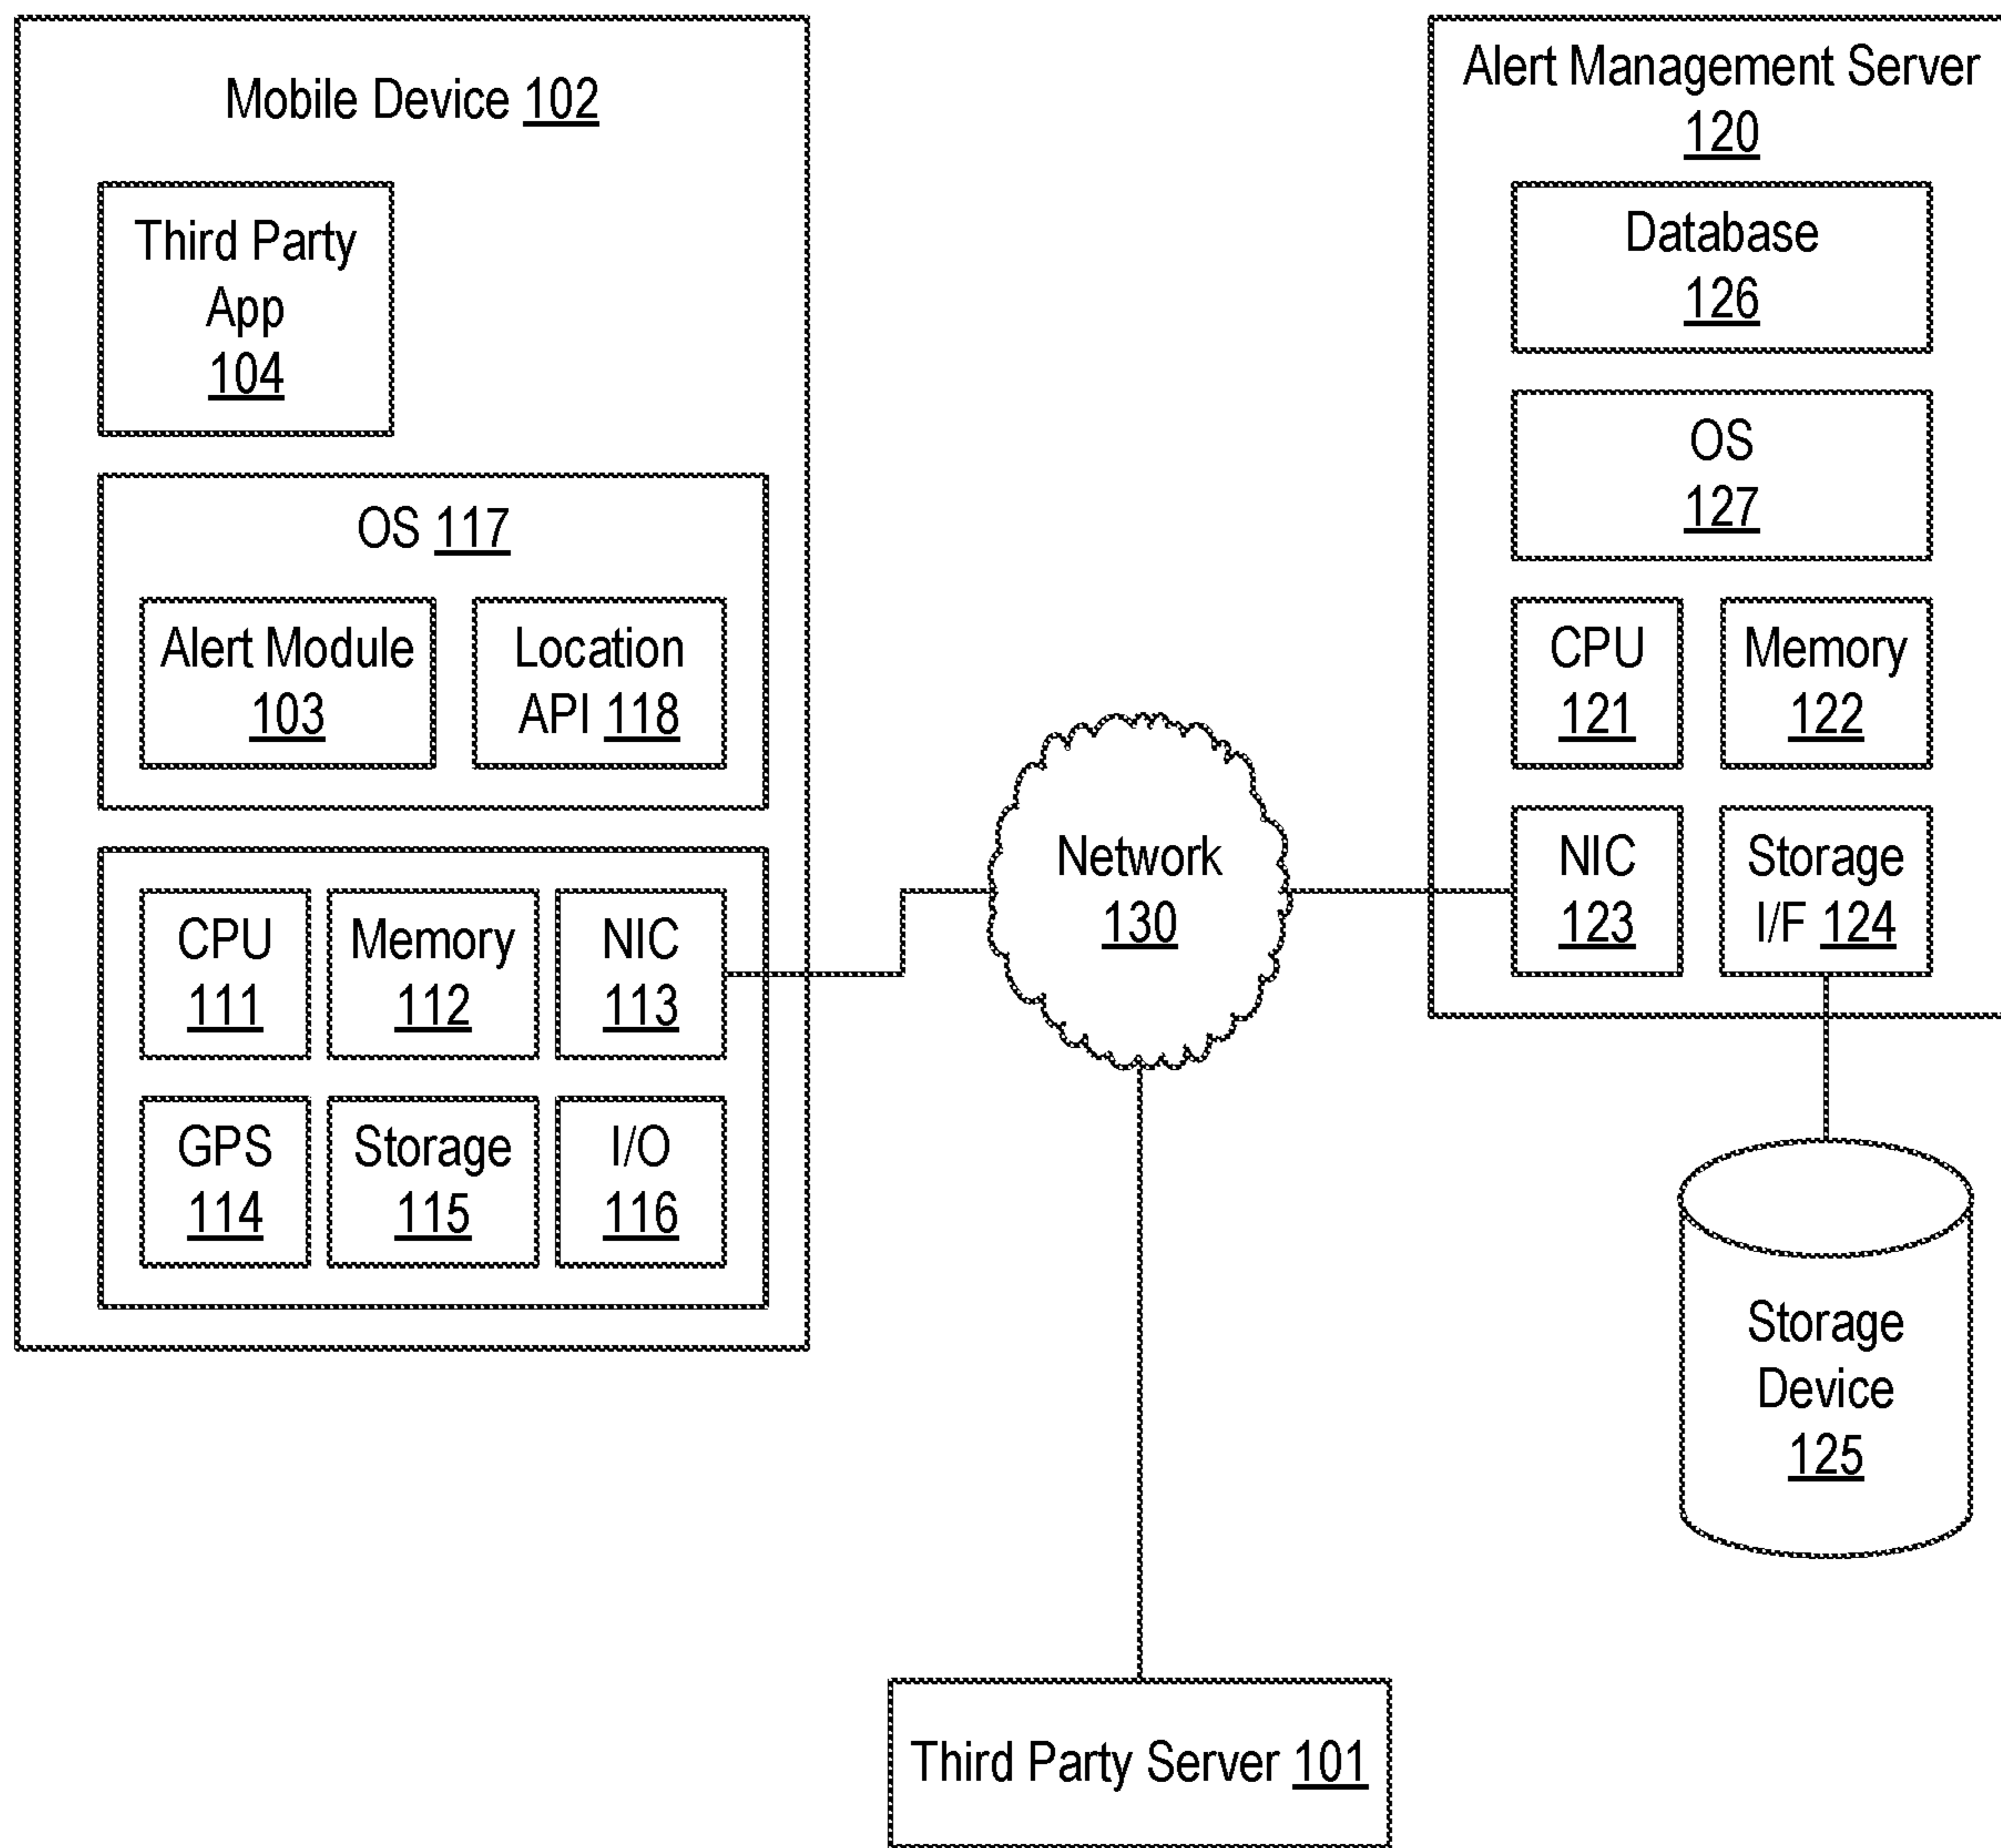 Mobile Device 102
Third Party
App
104
OS 117
Alert Module
103
Location
API 118
CPU
111
Memory
112
NIC
113
GPS
114
Storage
115
I/O
116
Network
130
Alert Management Server
120
Database
126
OS
127
CPU
121
Memory
122
NIC
123
Storage
I/F 124
Storage
Device
125
Third Party Server 101